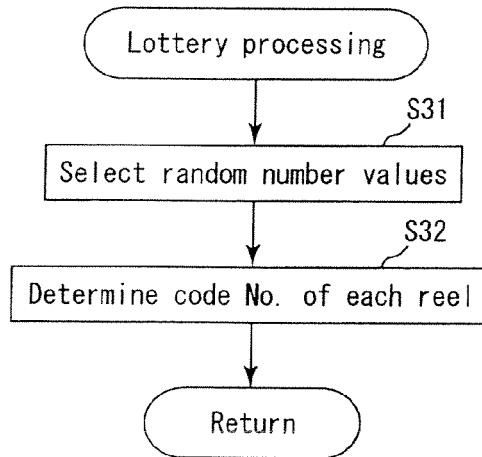 Lottery processing
S31
Select random number values
S32
Determine code No. of each reel
Return